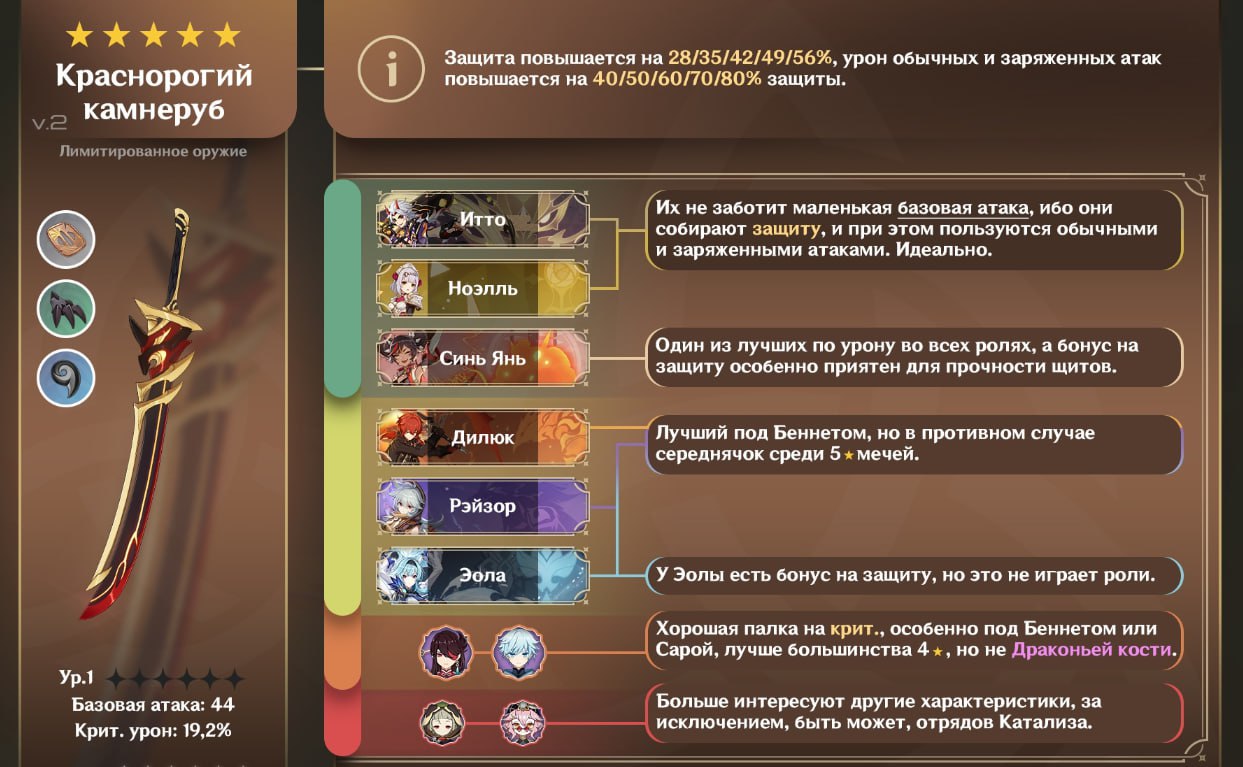 Краснорогий
камнеруб
v.2
Лимитированное оружие
Ур.1
Базовая атака: 44
Крит. урон: 19,2%
Защита повышается на 28/35/42/49/56%, урон обычных и заряженных атак
повышается на 40/50/60/70/80% защиты.
Итто
Ноэлль
Их не заботит маленькая базовая атака, ибо они
собирают защиту, и при этом пользуются обычными
и заряженными атаками. Идеально.
Синь Янь
Один из лучших по урону во всех ролях, а бонус на
защиту особенно приятен для прочности щитов.
Дилюк
Рэйзор
Лучший под Беннетом, но в противном случае
середнячок среди 5★мечей.
Эола
У Эолы есть бонус на защиту, но это не играет роли.
Хорошая палка на крит., особенно под Беннетом или
Сарой, лучше большинства 4★, но не Драконьей кости.
Больше интересуют другие характеристики, за
исключением, быть может, отрядов Катализа.